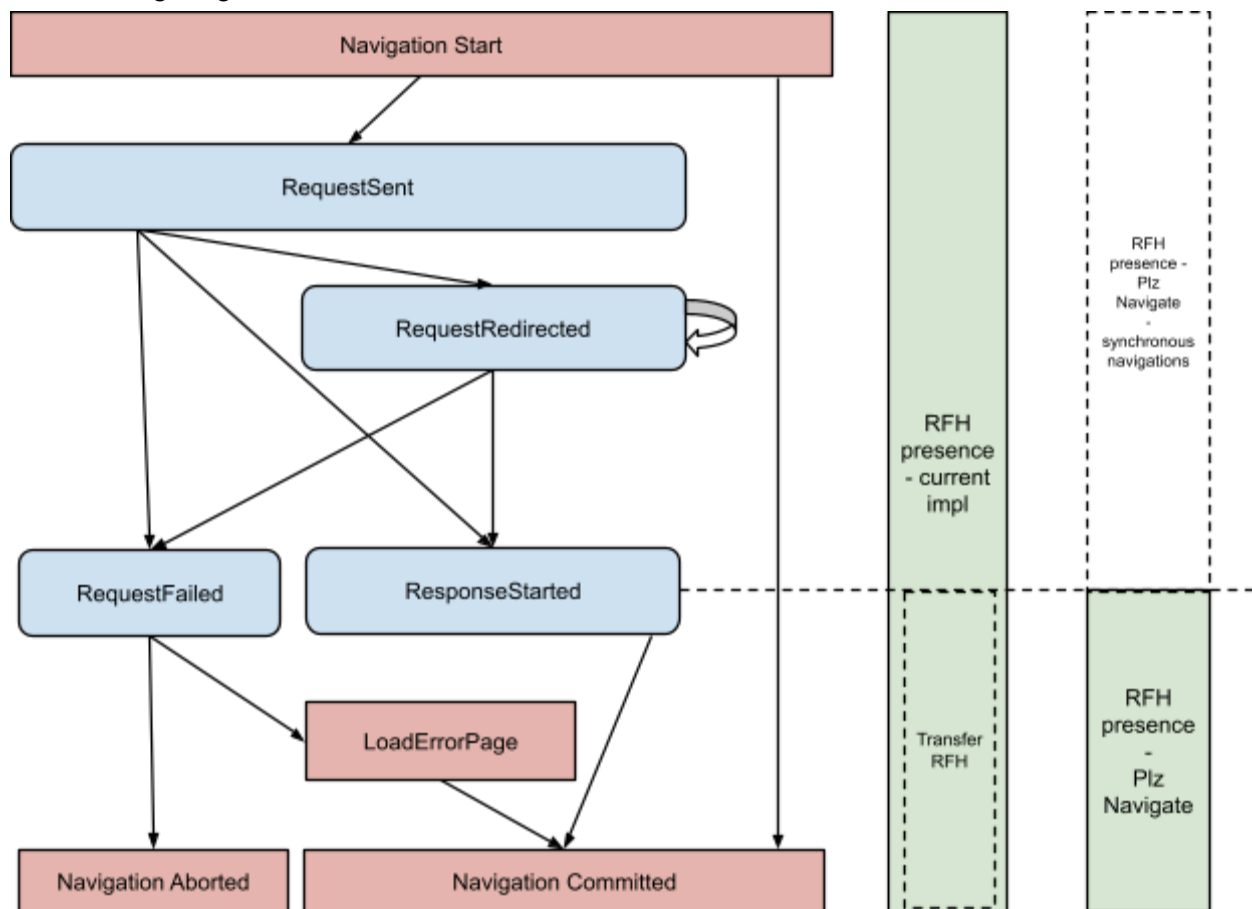 Navigation Start
RequestSent
RequestRedirected
RequestFailed
ResponseStarted
LoadErrorPage
Navigation Aborted
Navigation Committed
RFH
presence
- current
impl
Transfer
RFH
RFH
presence -
Plz
Navigate
-
synchronous
navigations
RFH
presence
-
Plz
Navigate